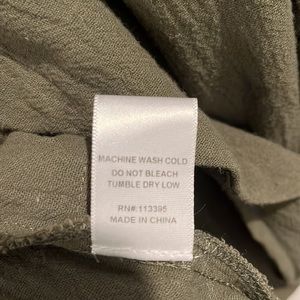 MACHINE WASH COLD
DO NOT BLEACH
TUMBLE DRY LOW
RN#:113395
MADE IN CHINA